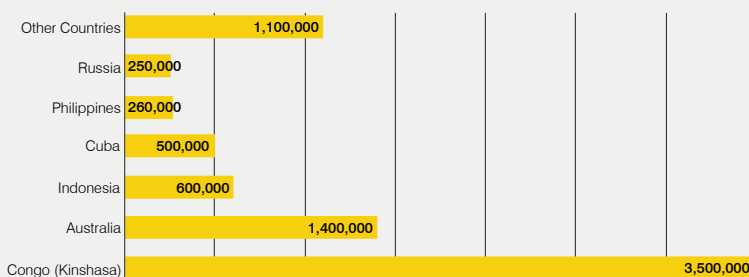 Other Countries 1,100,000
Russia 250,000
Philippines 260,000
Cuba 500,000
Indonesia 600,000
Australia 1,400,000
Congo (Kinshasa) 3,500,000